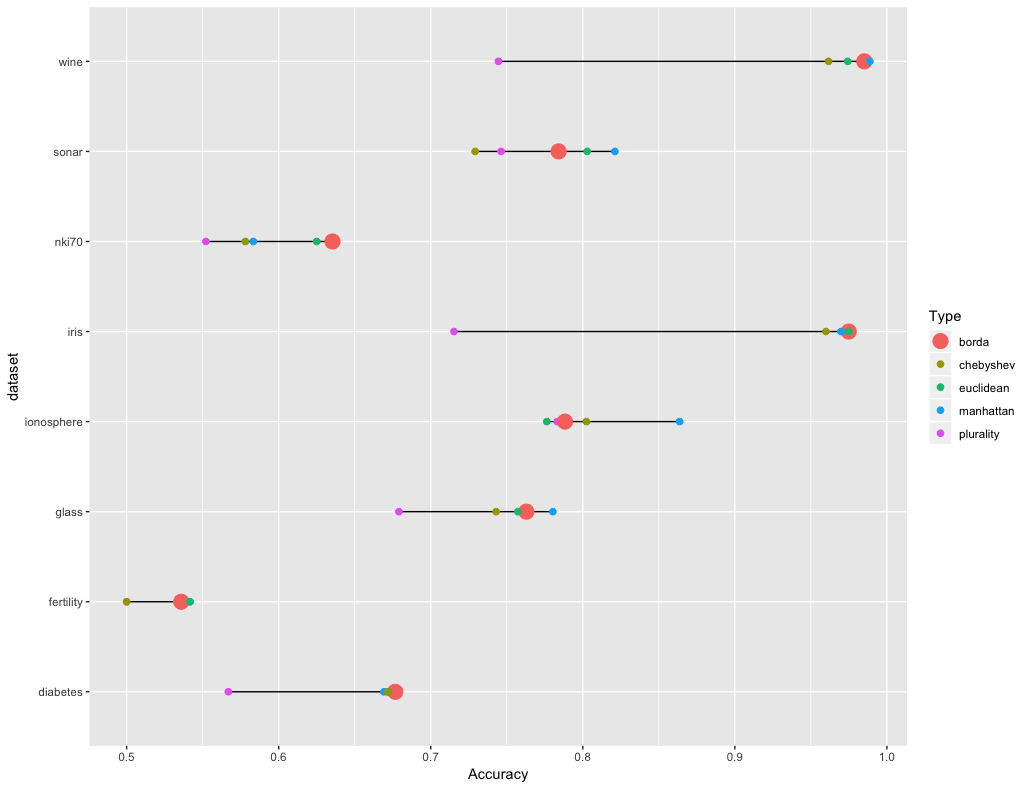 wine
sonar
nki70
iris
ionosphere
glass
fertility
diabetes
dataset
0.5 0.6 0.7 0.8 0.9 1.0
Accuracy
Type
borda
chebyshev
euclidean
manhattan
plurality